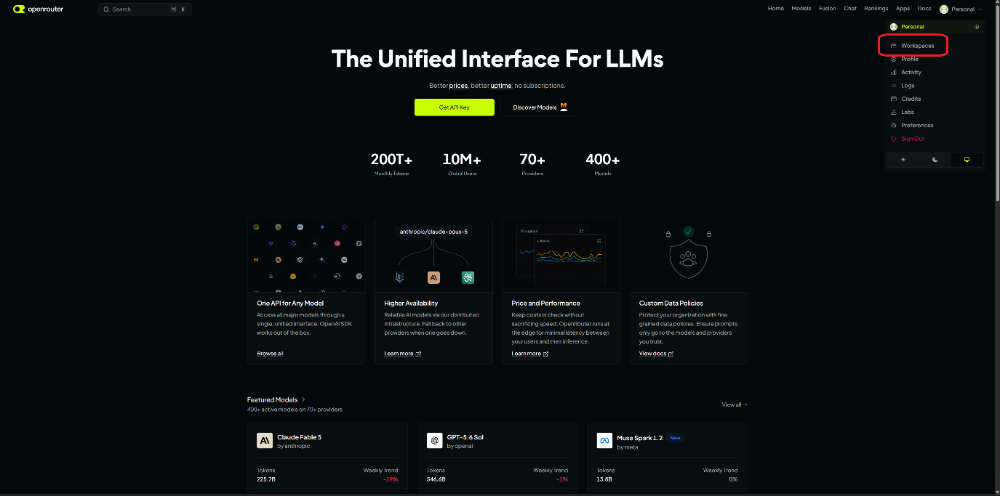 openrouter
Search
⌘ K
Home Models Fusion Chat Rankings Apps Docs Personal
Personal
Workspaces
Profile
Activity
Logs
Credits
Labs
Preferences
Sign Out
The Unified Interface For LLMs
Better prices, better uptime, no subscriptions.
Get API Key
Discover Models
200T+
Monthly Tokens
10M+
Global Users
70+
Providers
400+
Models
One API for Any Model
Access all major models through a
single, unified interface. OpenAI SDK
works out of the box.
Browse all
anthropic/claude-opus-5
Higher Availability
Reliable AI models via our distributed
infrastructure. Fall back to other
providers when one goes down.
Learn more
Throughput
Latency
Price and Performance
Keep costs in check without
sacrificing speed. OpenRouter runs at
the edge for minimal latency between
your users and their inference.
Learn more
Custom Data Policies
Protect your organization with fine
grained data policies. Ensure prompts
only go to the models and providers
you trust.
View docs
Featured Models
400+ active models on 70+ providers
View all
Claude Fable 5
by anthropic
Tokens
225.7B
Weekly Trend
-19%
GPT-5.6 Sol
by openai
Tokens
546.6B
Weekly Trend
-1%
Muse Spark 1.2 New
by meta
Tokens
13.8B
Weekly Trend
0%